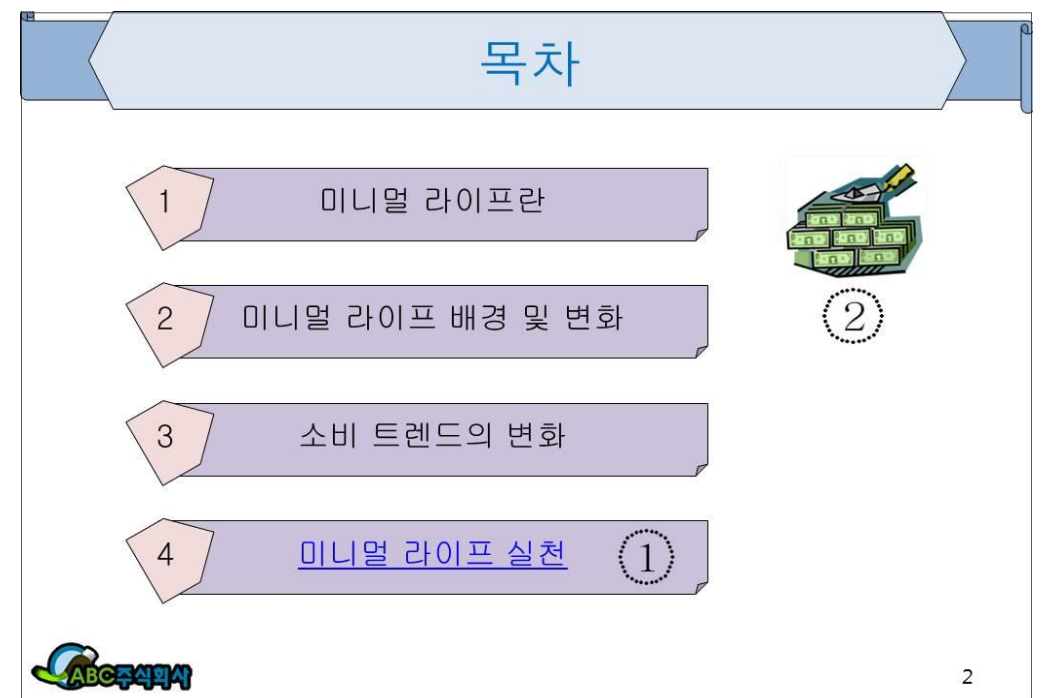 목차
1 미니멀 라이프란
2 미니멀 라이프 배경 및 변화
②
3 소비 트렌드의 변화
4 미니멀 라이프 실천 ①
ABC주식회사
2